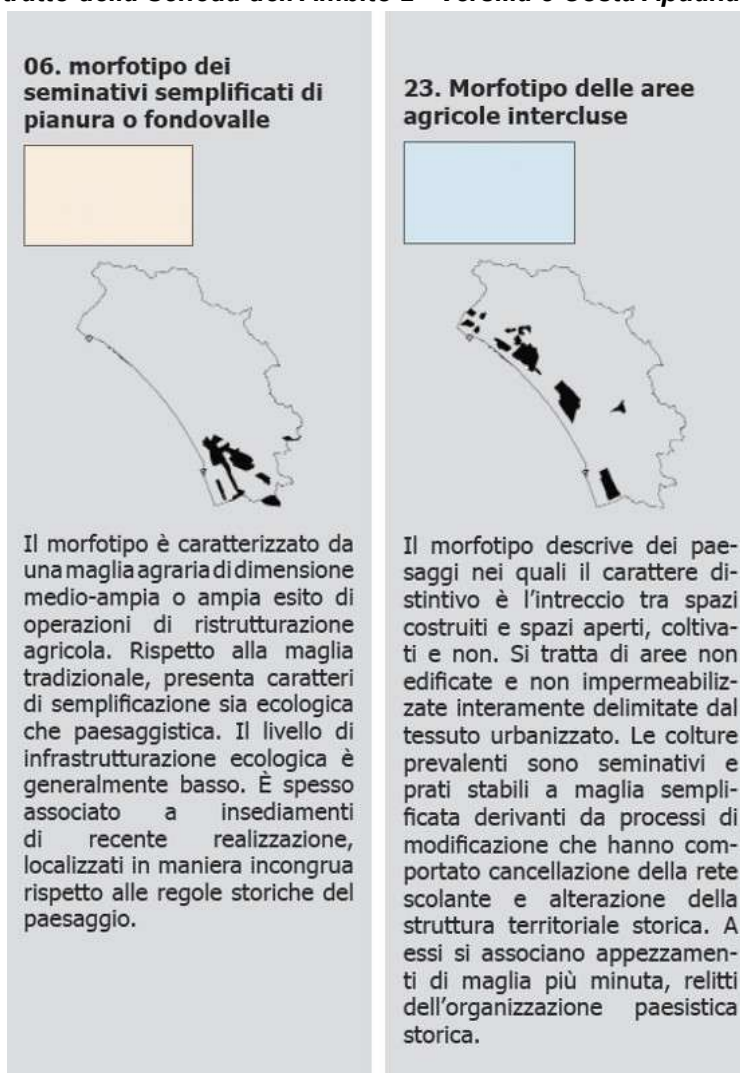 06. morfotipo dei
seminativi semplificati di
pianura o fondovalle
Il morfotipo è caratterizzato da
una maglia agraria di dimensione
medio-ampia o ampia esito di
operazioni di ristrutturazione
agricola. Rispetto alla maglia
tradizionale, presenta caratteri
di semplificazione sia ecologica
che paesaggistica. Il livello di
infrastrutturazione ecologica è
generalmente basso. È spesso
associato a insediamenti
di recente realizzazione,
localizzati in maniera incongrua
rispetto alle regole storiche del
paesaggio.
23. Morfotipo delle aree
agricole intercluse
Il morfotipo descrive dei pae-
saggi nei quali il carattere di-
stintivo è l'intreccio tra spazi
costruiti e spazi aperti, coltiva-
ti e non. Si tratta di aree non
edificate e non impermeabiliz-
zate interamente delimitate dal
tessuto urbanizzato. Le colture
prevalenti sono seminativi e
prati stabili a maglia sempli-
ficata derivanti da processi di
modificazione che hanno com-
portato cancellazione della rete
scolante e alterazione della
struttura territoriale storica. A
essi si associano appezzamen-
ti di maglia più minuta, relitti
dell'organizzazione paesistica
storica.